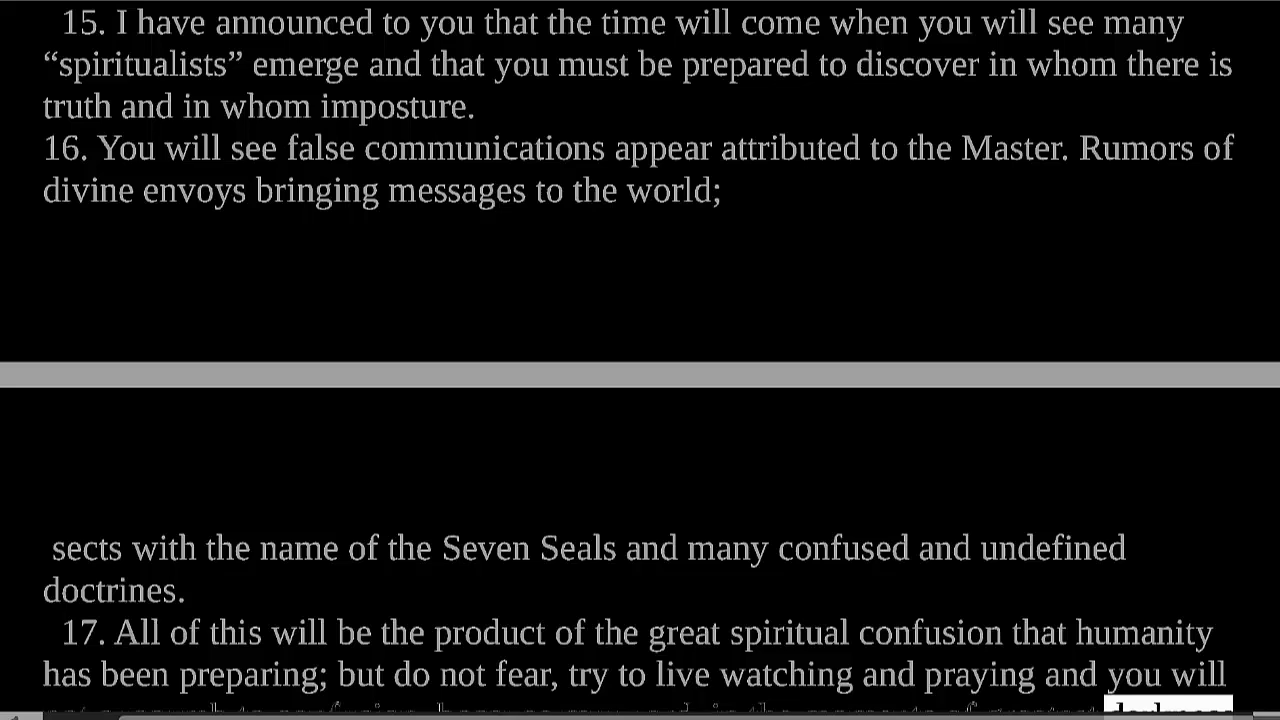 15. I have announced to you that the time will come when you will see many
“spiritualists” emerge and that you must be prepared to discover in whom there is
truth and in whom imposture.
16. You will see false communications appear attributed to the Master. Rumors of
divine envoys bringing messages to the world;
sects with the name of the Seven Seals and many confused and undefined
doctrines.
17. All of this will be the product of the great spiritual confusion that humanity
has been preparing; but do not fear, try to live watching and praying and you will